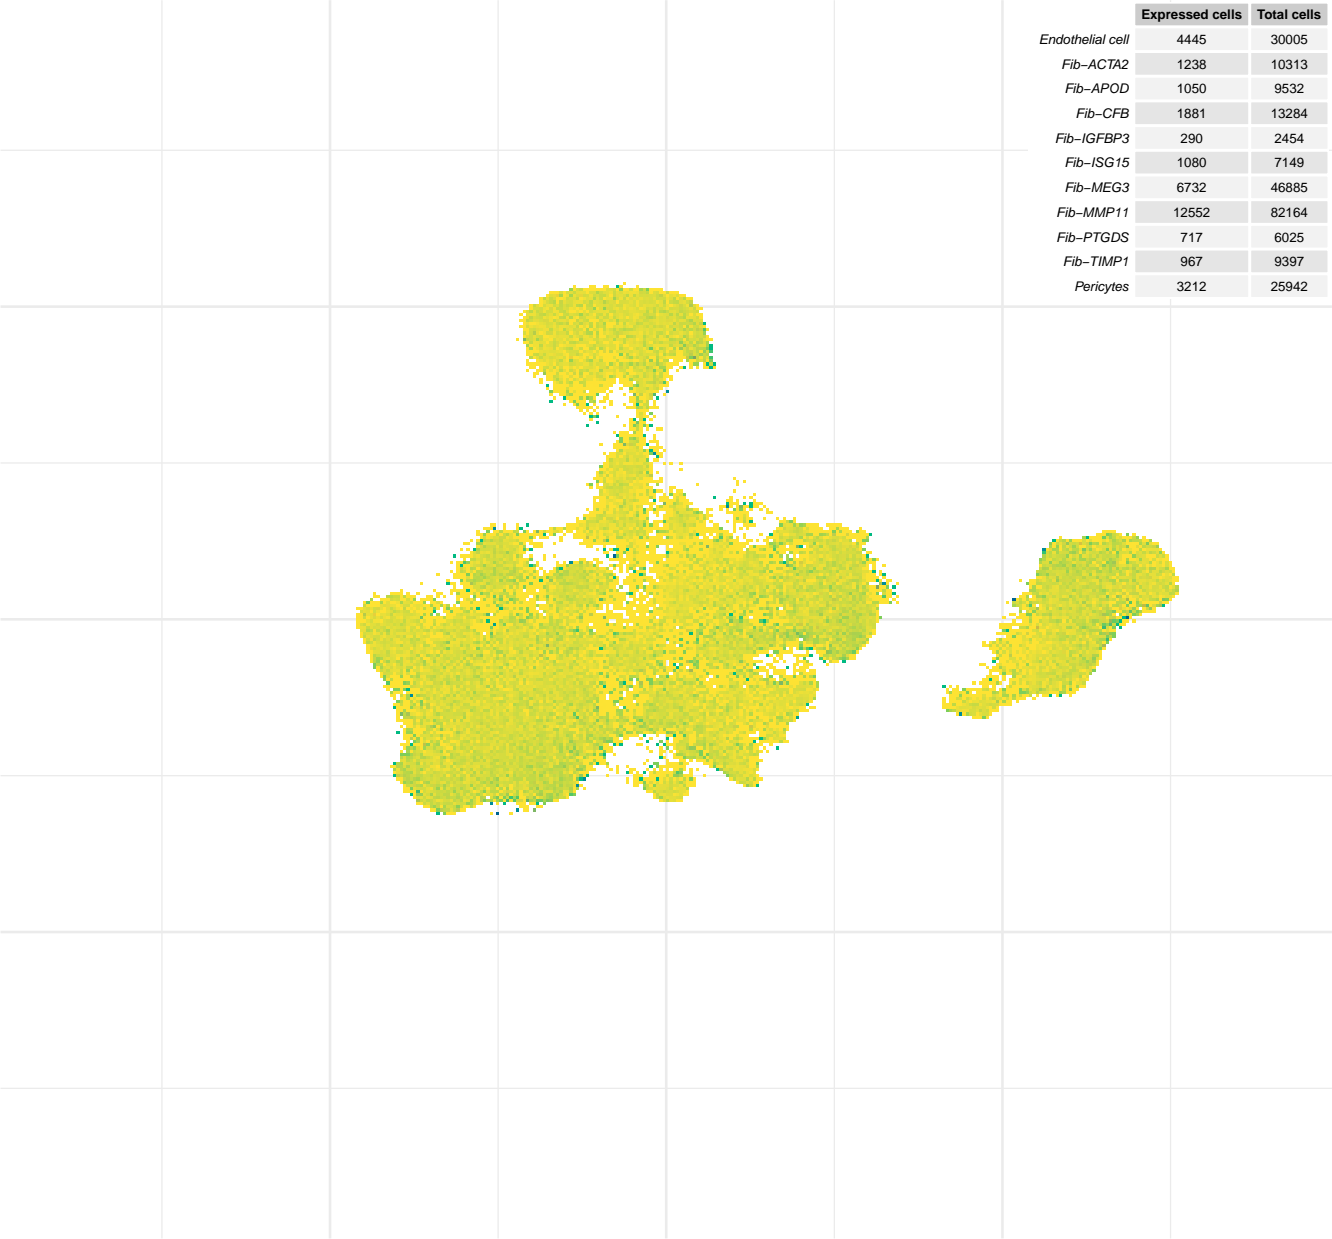 Expressed cells Total cells
Endothelial cell 4445 30005
Fib−ACTA2 1238 10313
Fib−APOD 1050 9532
Fib−CFB 1881 13284
Fib−IGFBP3 290 2454
Fib−ISG15 1080 7149
Fib−MEG3 6732 46885
Fib−MMP11 12552 82164
Fib−PTGDS 717 6025
Fib−TIMP1 967 9397
Pericytes 3212 25942